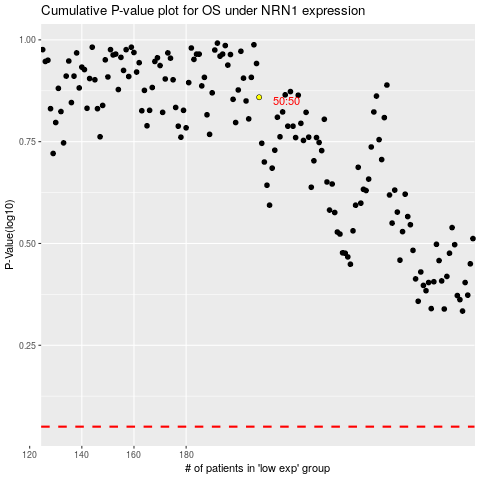 Cumulative P-value plot for OS under NRN1 expression
1.00
0.75
0.50
0.25
P-Value(log10)
50:50
120 140 160 180
# of patients in 'low exp' group